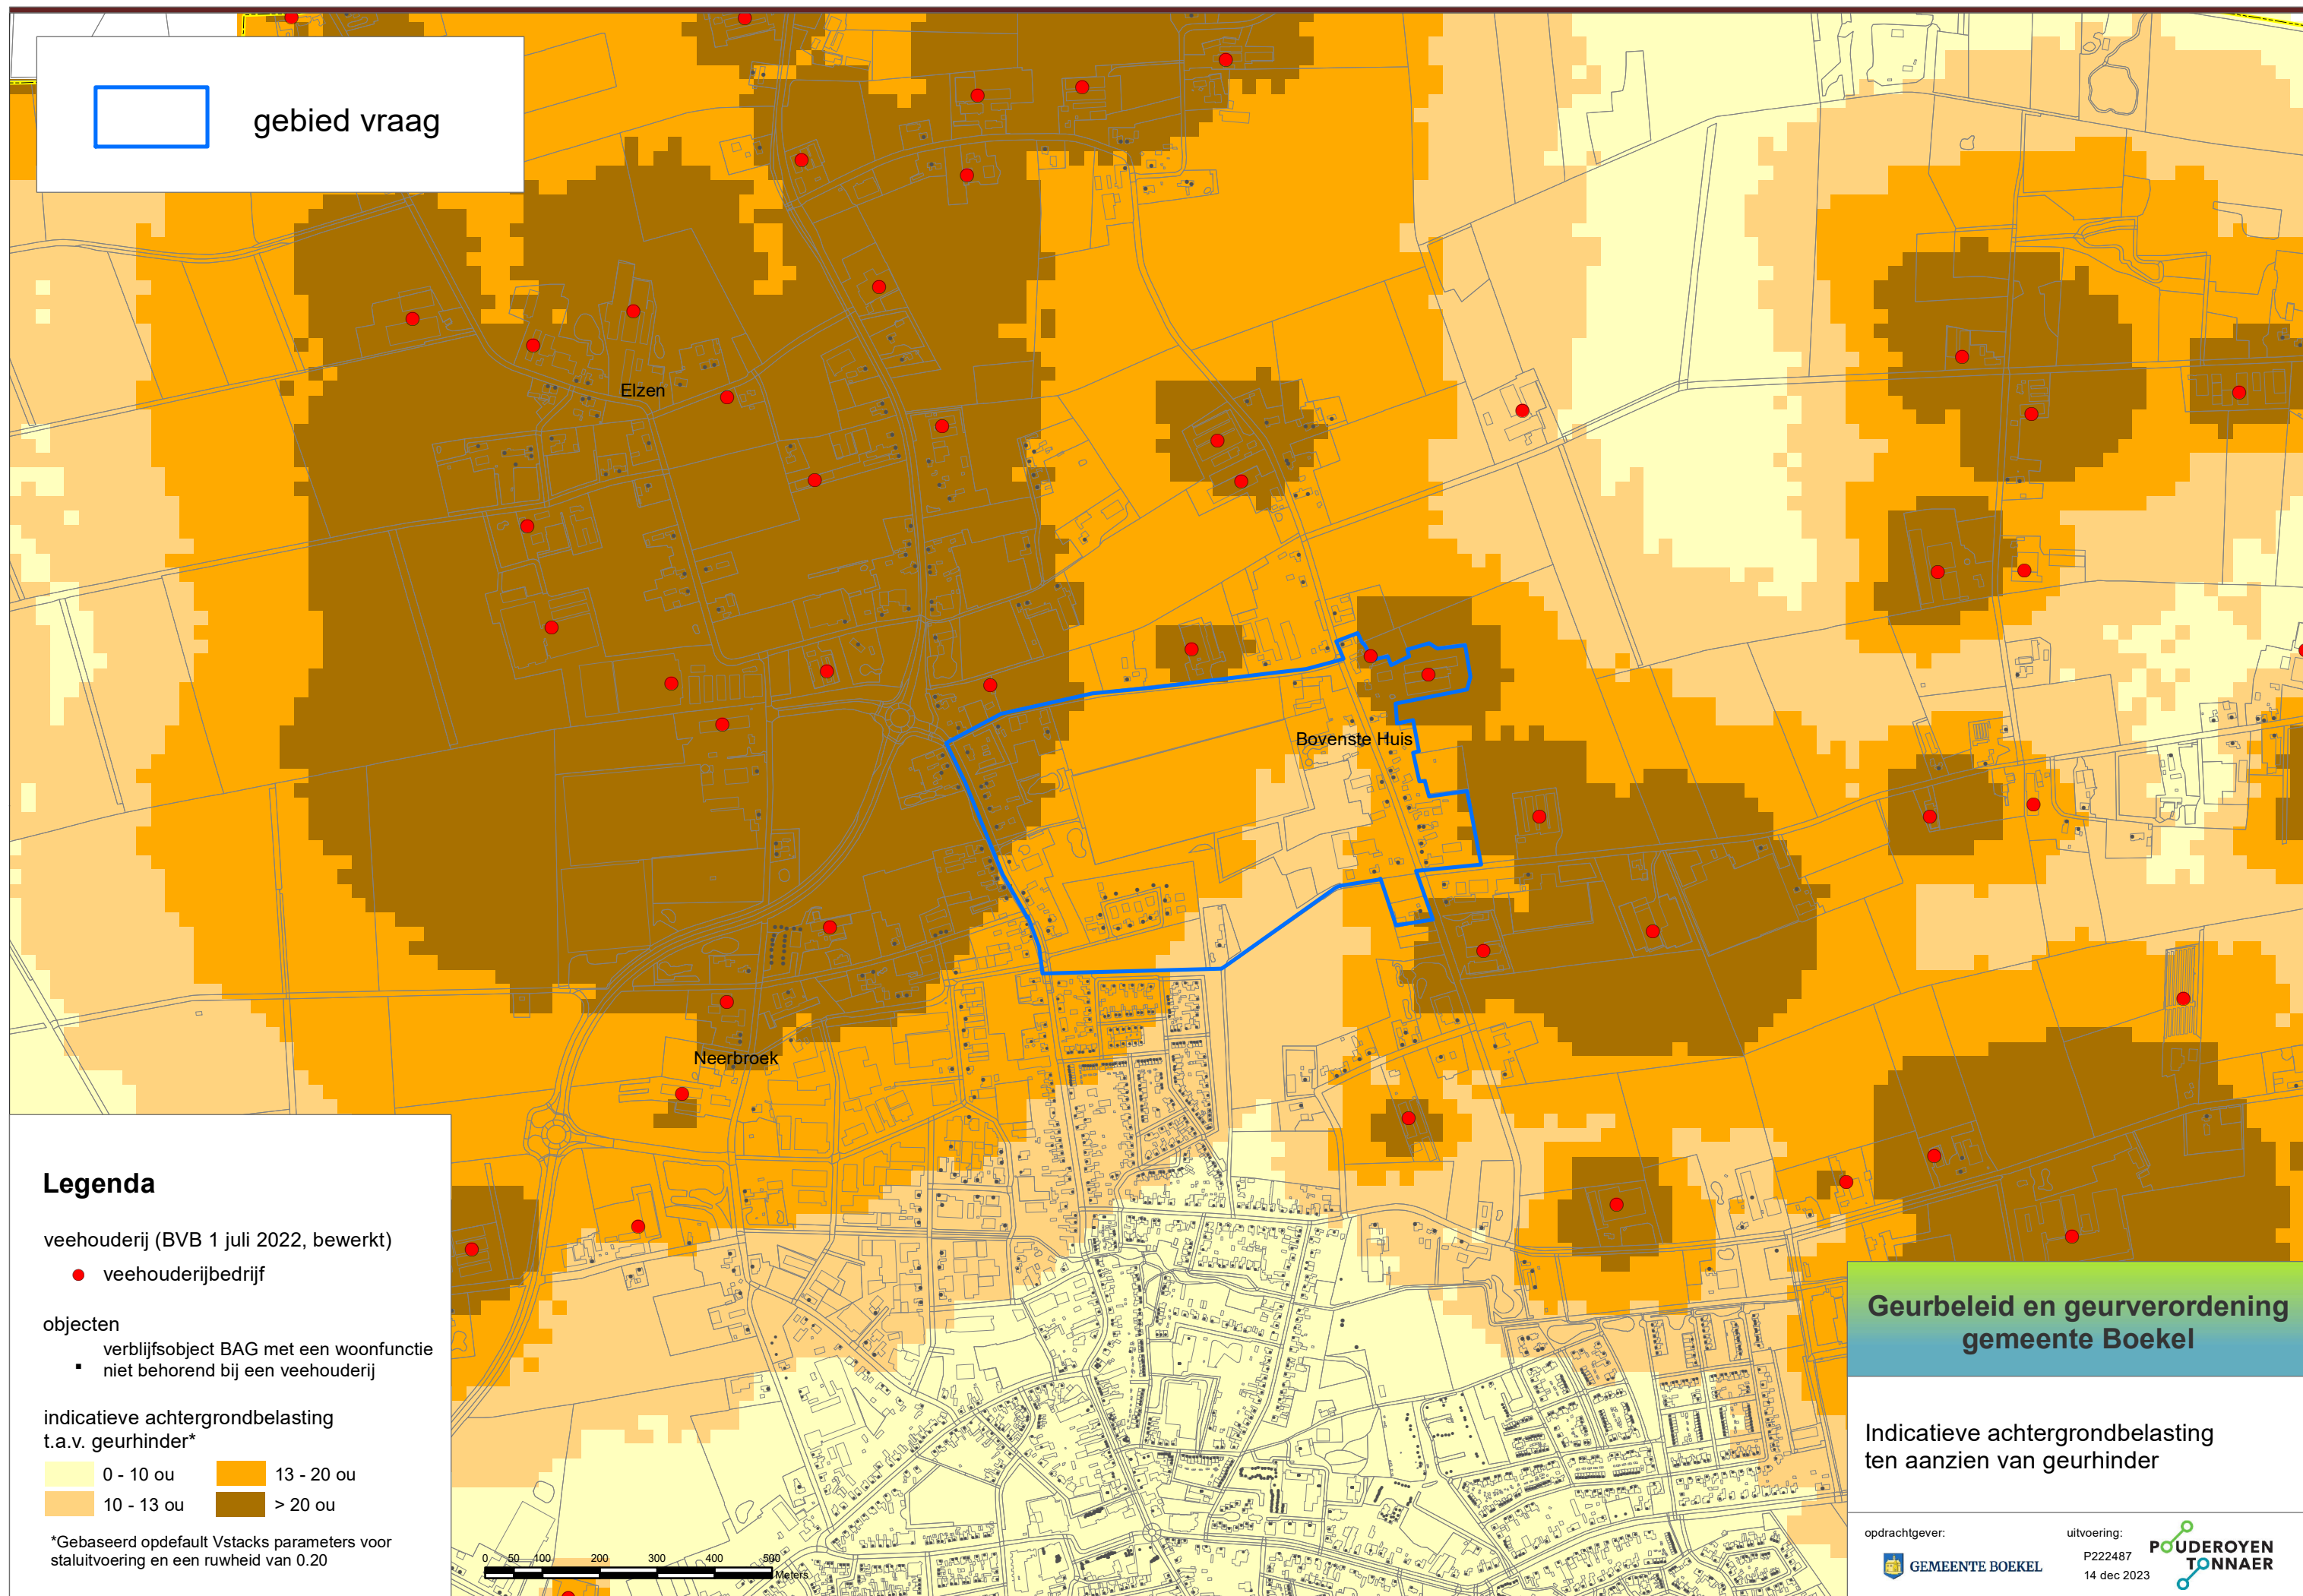 gebied vraag
Elzen
Bovenste Huis
Neerbroek
Legenda
veehouderij (BVB 1 juli 2022, bewerkt)
veehouderijbedrijf
objecten
verblijfsobject BAG met een woonfunctie
niet behorend bij een veehouderij
indicatieve achtergrondbelasting
t.a.v. geurhinder*
0 - 10 ou
13 - 20 ou
10 - 13 ou
> 20 ou
*Gebaseerd opdefault Vstacks parameters voor
staluitvoering en een ruwheid van 0.20
0 50 100 200 300 400 500
Meters
Geurbeleid en geurverordening
gemeente Boekel
Indicatieve achtergrondbelasting
ten aanzien van geurhinder
opdrachtgever:
uitvoering:
GEMEENTE BOEKEL
P222487
14 dec 2023
POUDEROYEN
TONNAER